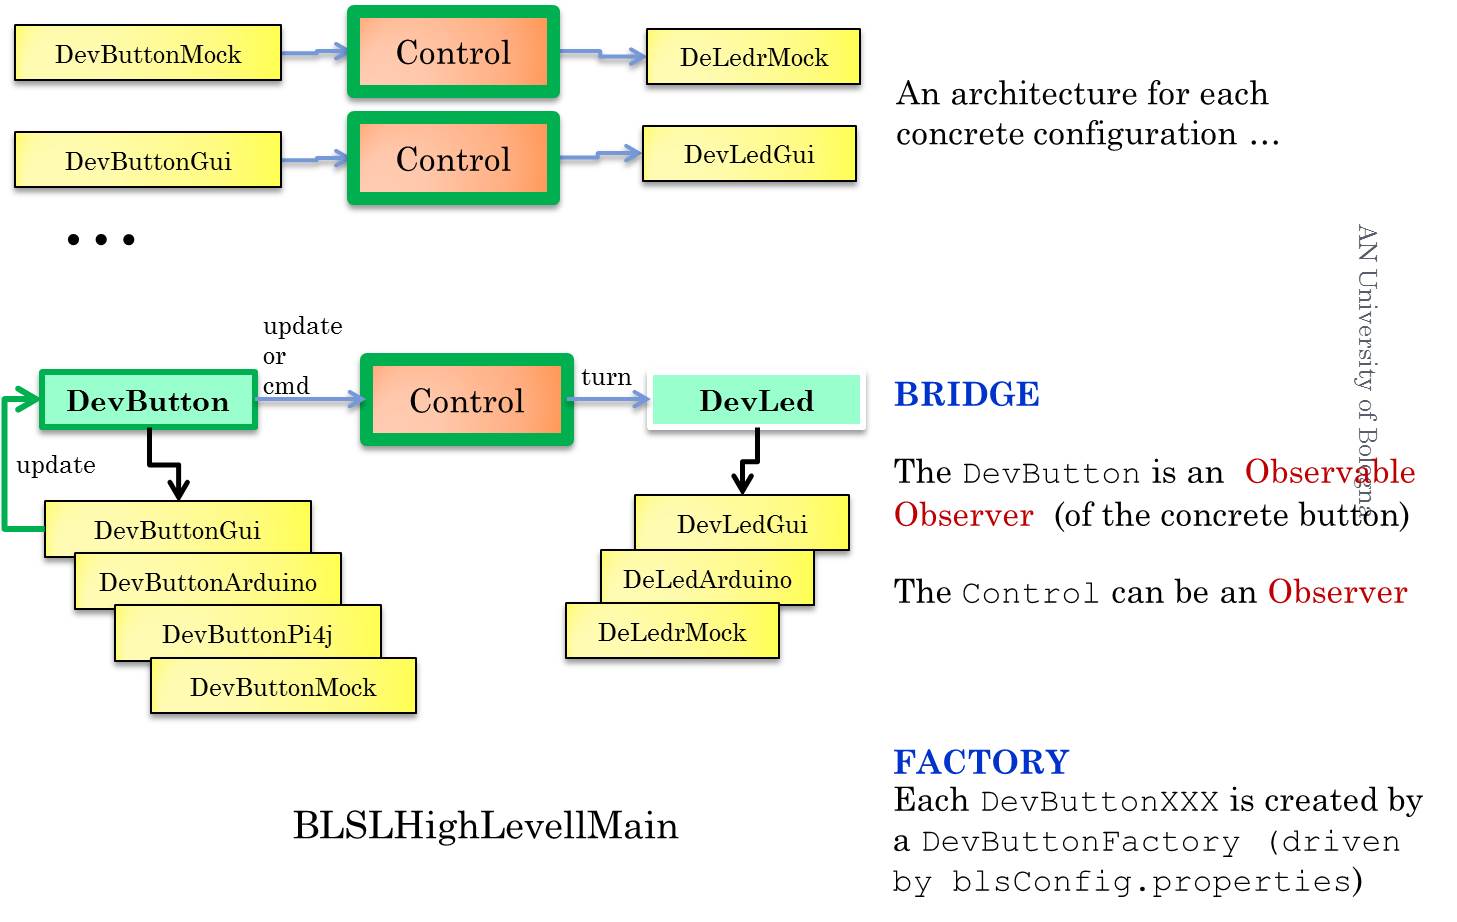 DevButtonMock
Control
DeLedrMock
An architecture for each
concrete configuration …
DevButtonGui
Control
DevLedGui
...
AN University of Bologna
update
or
cmd
DevButton
Control
turn
DevLed
BRIDGE
update
The DevButton is an Observable
Observer (of the concrete button)
DevButtonGui
DevButtonArduino
DevButtonPi4j
DevButtonMock
DevLedGui
DeLedArduino
DeLedrMock
The Control can be an Observer
BLSLHighLevellMain
FACTORY
Each DevButtonXXX is created by
a DevButtonFactory (driven
by blsConfig.properties)